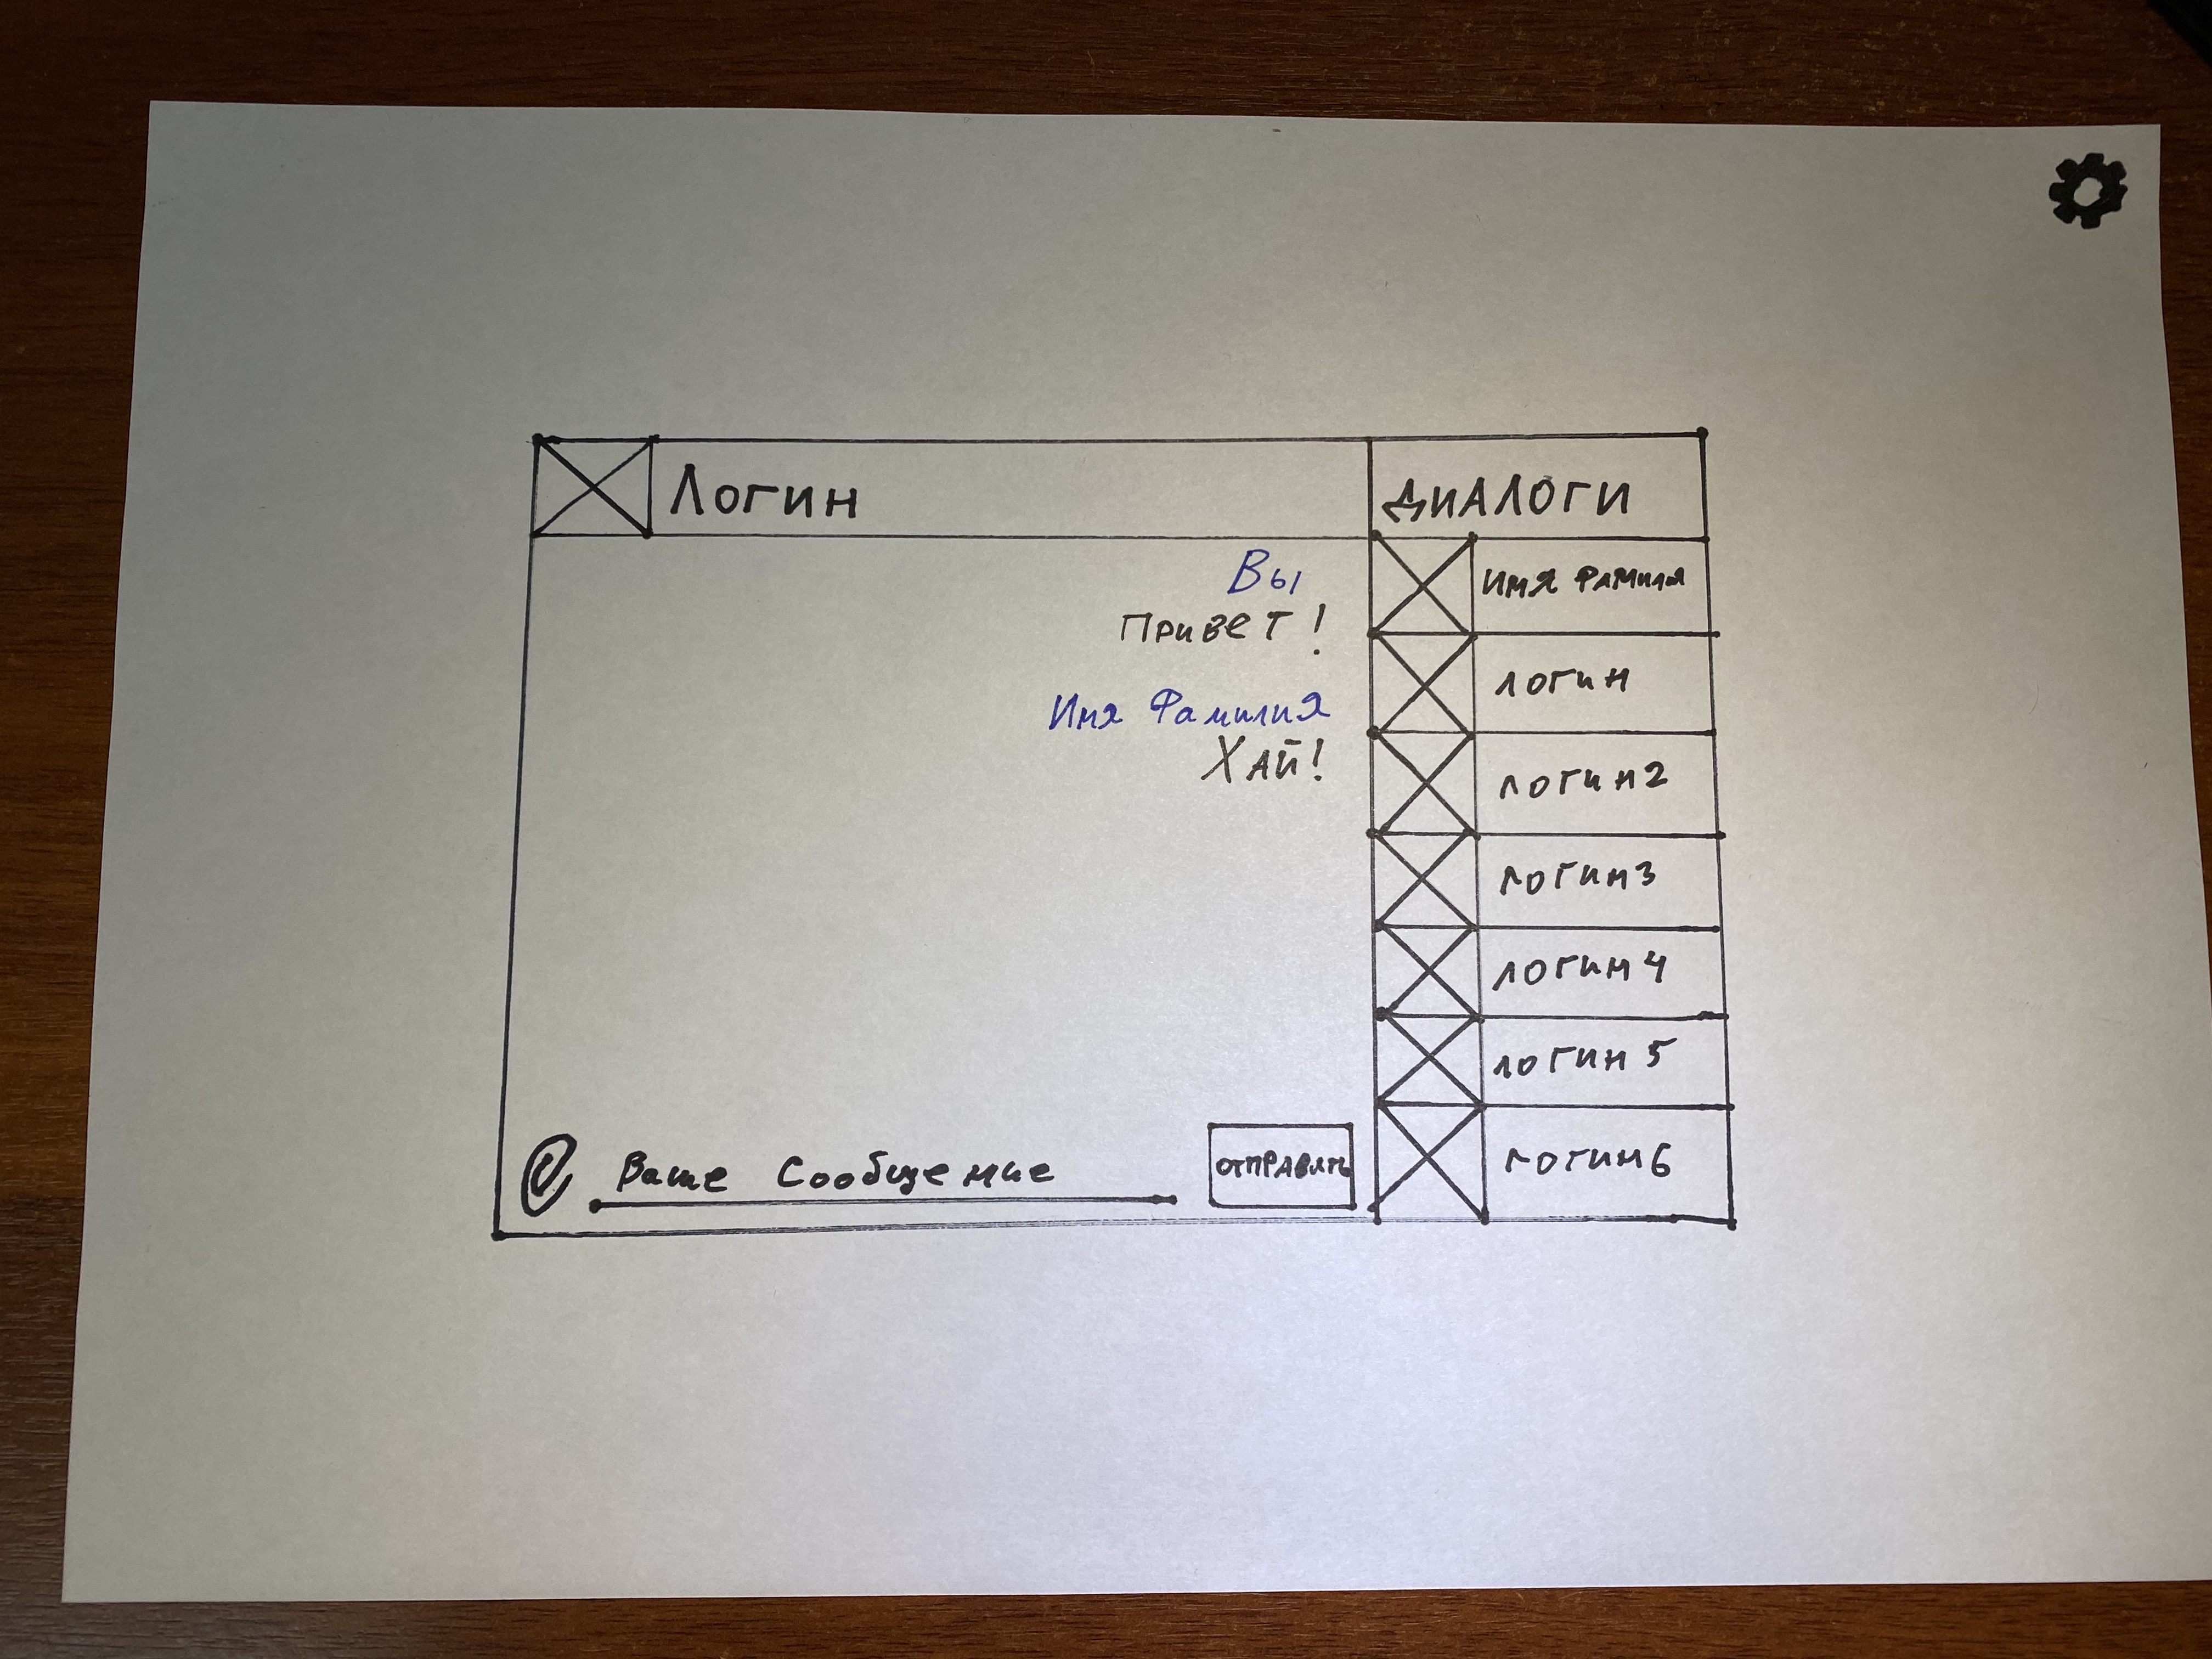 Логин
Вы
Привет!
Имя Фамилия
Хай!
Ваше Сообщение
ОТПРАВИТЬ
ДИАЛОГИ
Имя Фамилия
логин
логин2
логин3
логин4
логин5
логин6